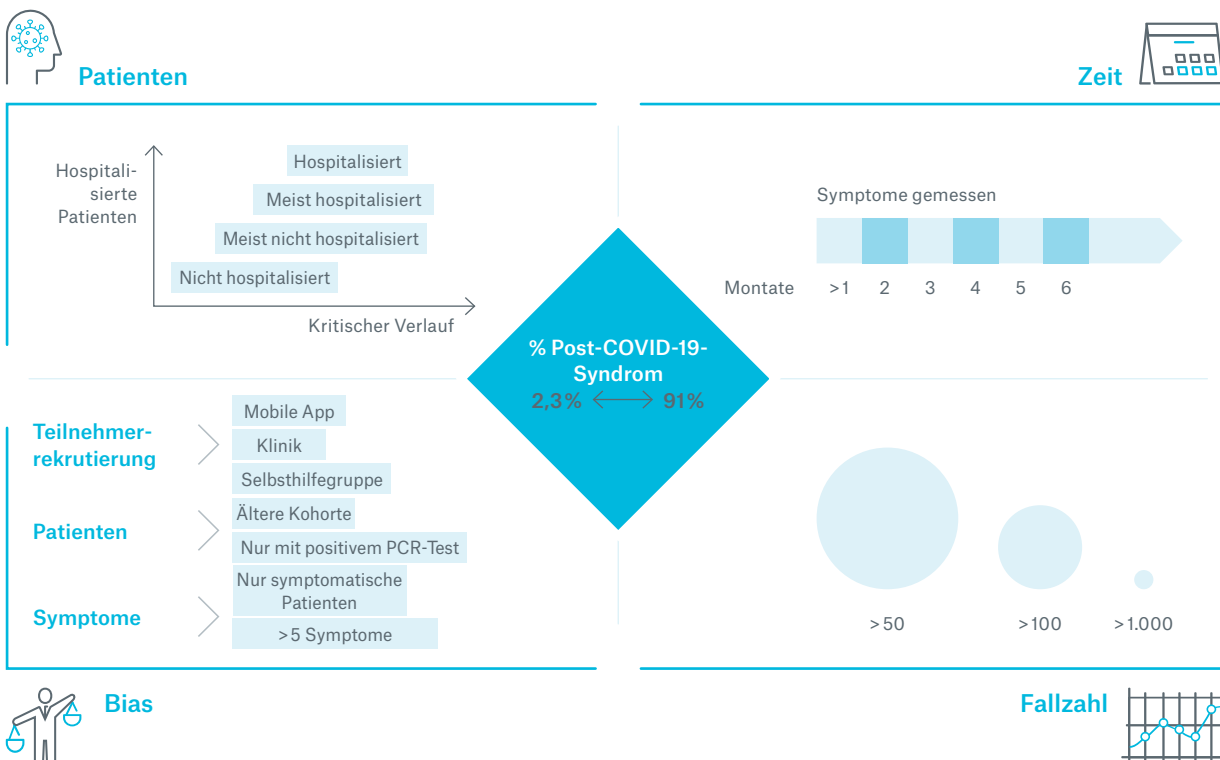 Patienten
Zeit
Hospitali-
sierte
Patienten
Hospitalisiert
Meist hospitalisiert
Meist nicht hospitalisiert
Nicht hospitalisiert
Kritischer Verlauf
Symptome gemessen
Montate >1 2 3 4 5 6
% Post-COVID-19-
Syndrom
2,3% 91%
Teilnehmer-
rekrutierung
Mobile App
Klinik
Selbsthilfegruppe
Patienten
Ältere Kohorte
Nur mit positivem PCR-Test
Symptome
Nur symptomatische
Patienten
>5 Symptome
>50 >100 >1.000
Bias
Fallzahl